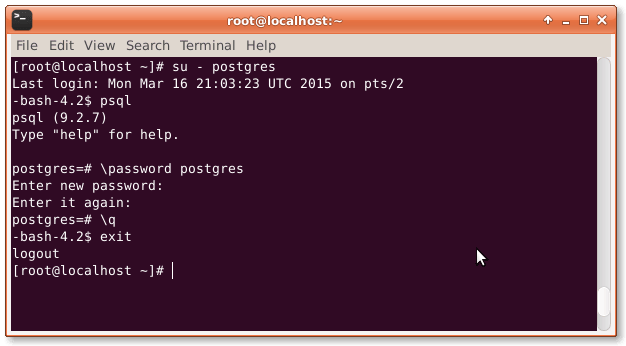 root@localhost:~
File Edit View Search Terminal Help
[root@localhost ~]# su - postgres
Last login: Mon Mar 16 21:03:23 UTC 2015 on pts/2
-bash-4.2$ psql
psql (9.2.7)
Type "help" for help.
postgres=# \password postgres
Enter new password:
Enter it again:
postgres=# \q
-bash-4.2$ exit
logout
[root@localhost ~]#